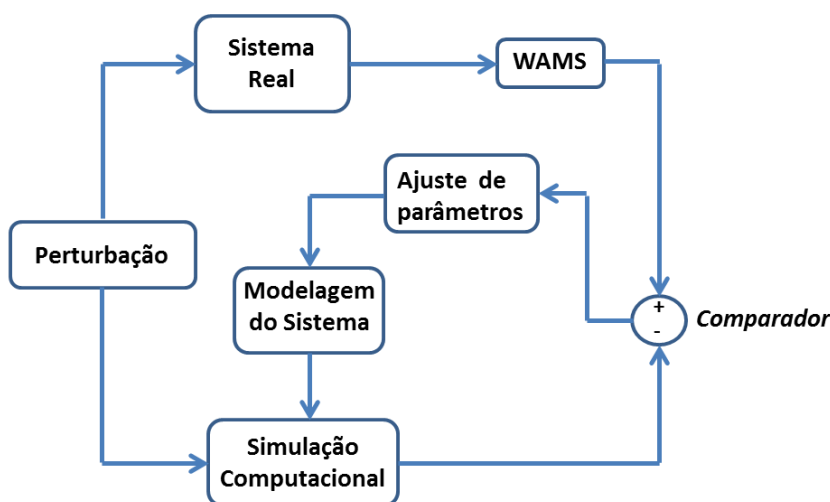 Sistema
Real
WAMS
Ajuste de
parâmetros
Perturbação
Modelagem
do Sistema
+
-
Comparador
Simulação
Computacional